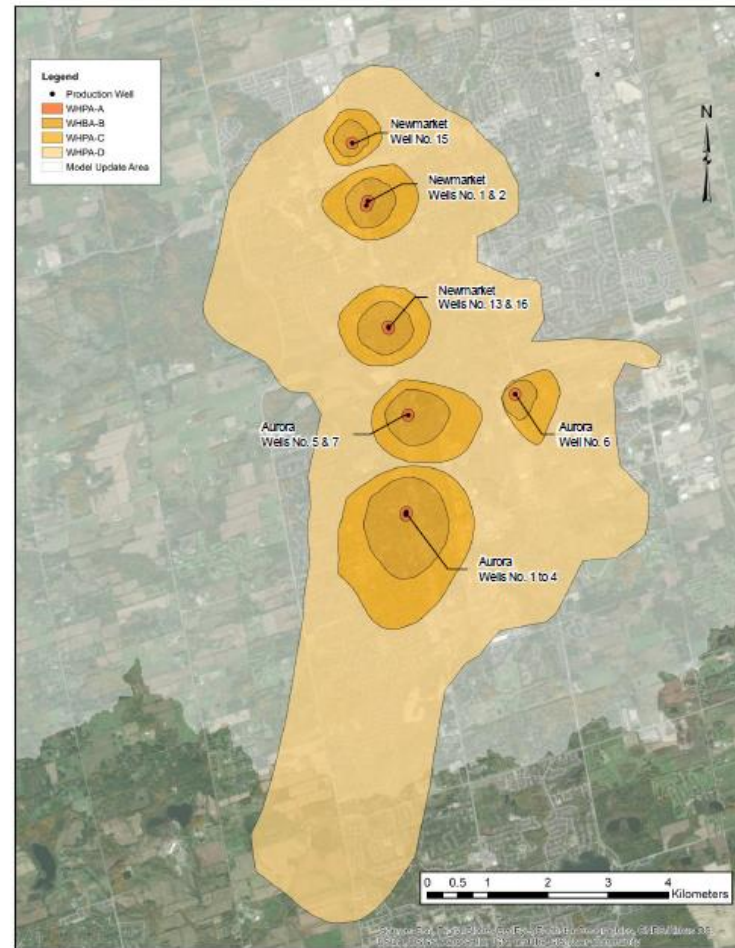 Legend
Production Well
WHPA-A
WHBA-B
WHPA-C
WHPA-D
Model Update Area
N
Newmarket
Well No. 15
Newmarket
Wells No. 1 & 2
Newmarket
Wells No. 13 & 16
Aurora
Wells No. 5 & 7
Aurora
Well No. 6
Aurora
Wells No. 1 to 4
0 0.5 1 2 3 4
Kilometers